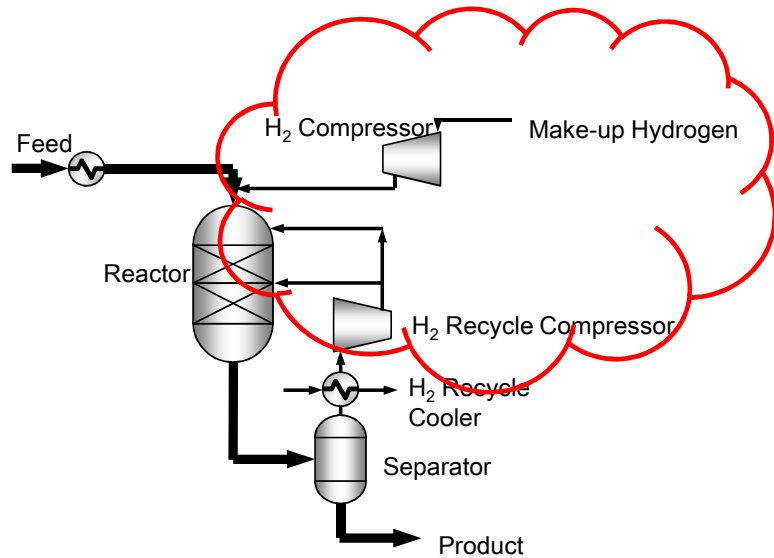 H₂ Compressor
Make-up Hydrogen
Feed
Reactor
H₂ Recycle Compressor
H₂ Recycle
Cooler
Separator
Product